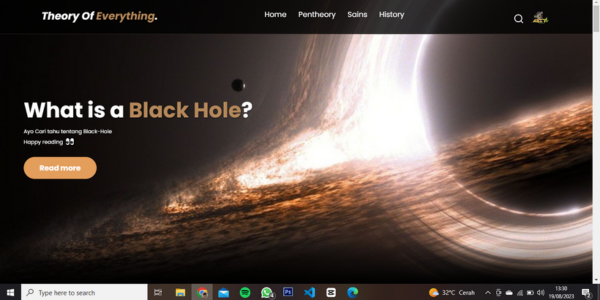 Theory Of Everything.
Home
Pentheory
Sains
History
What is a Black Hole?
Ayo Cari tahu tentang Black-Hole
Happy reading
Read more
Type here to search
32°C Cerah
13:30
19/08/2023